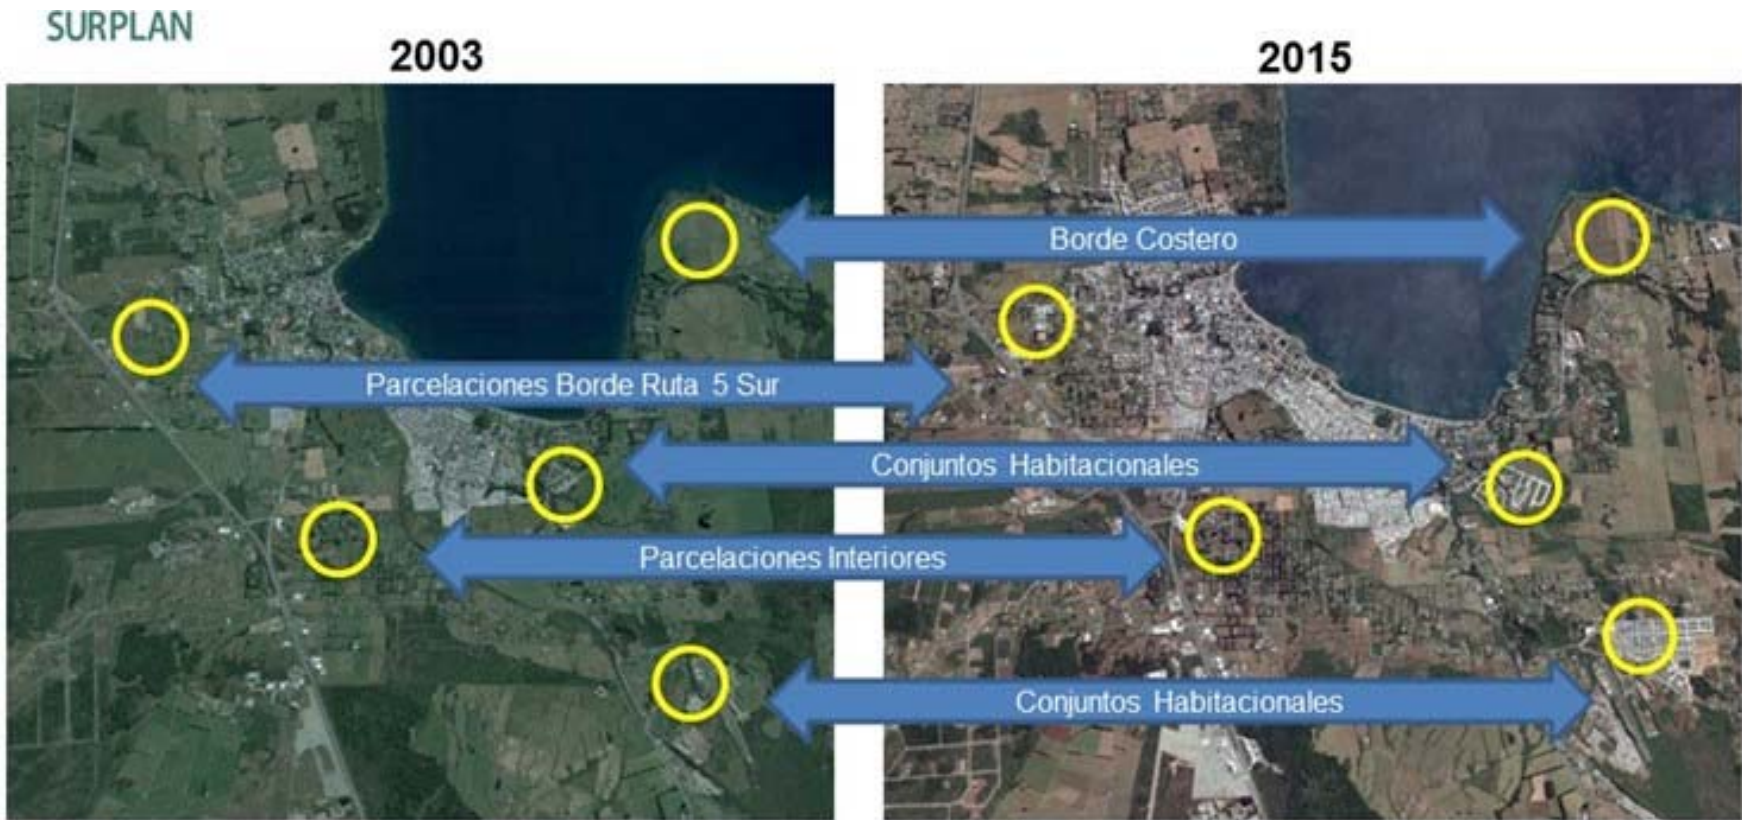 SURPLAN
2003
2015
Borde Costero
Parcelaciones Borde Ruta 5 Sur
Conjuntos Habitacionales
Parcelaciones Interiores
Conjuntos Habitacionales